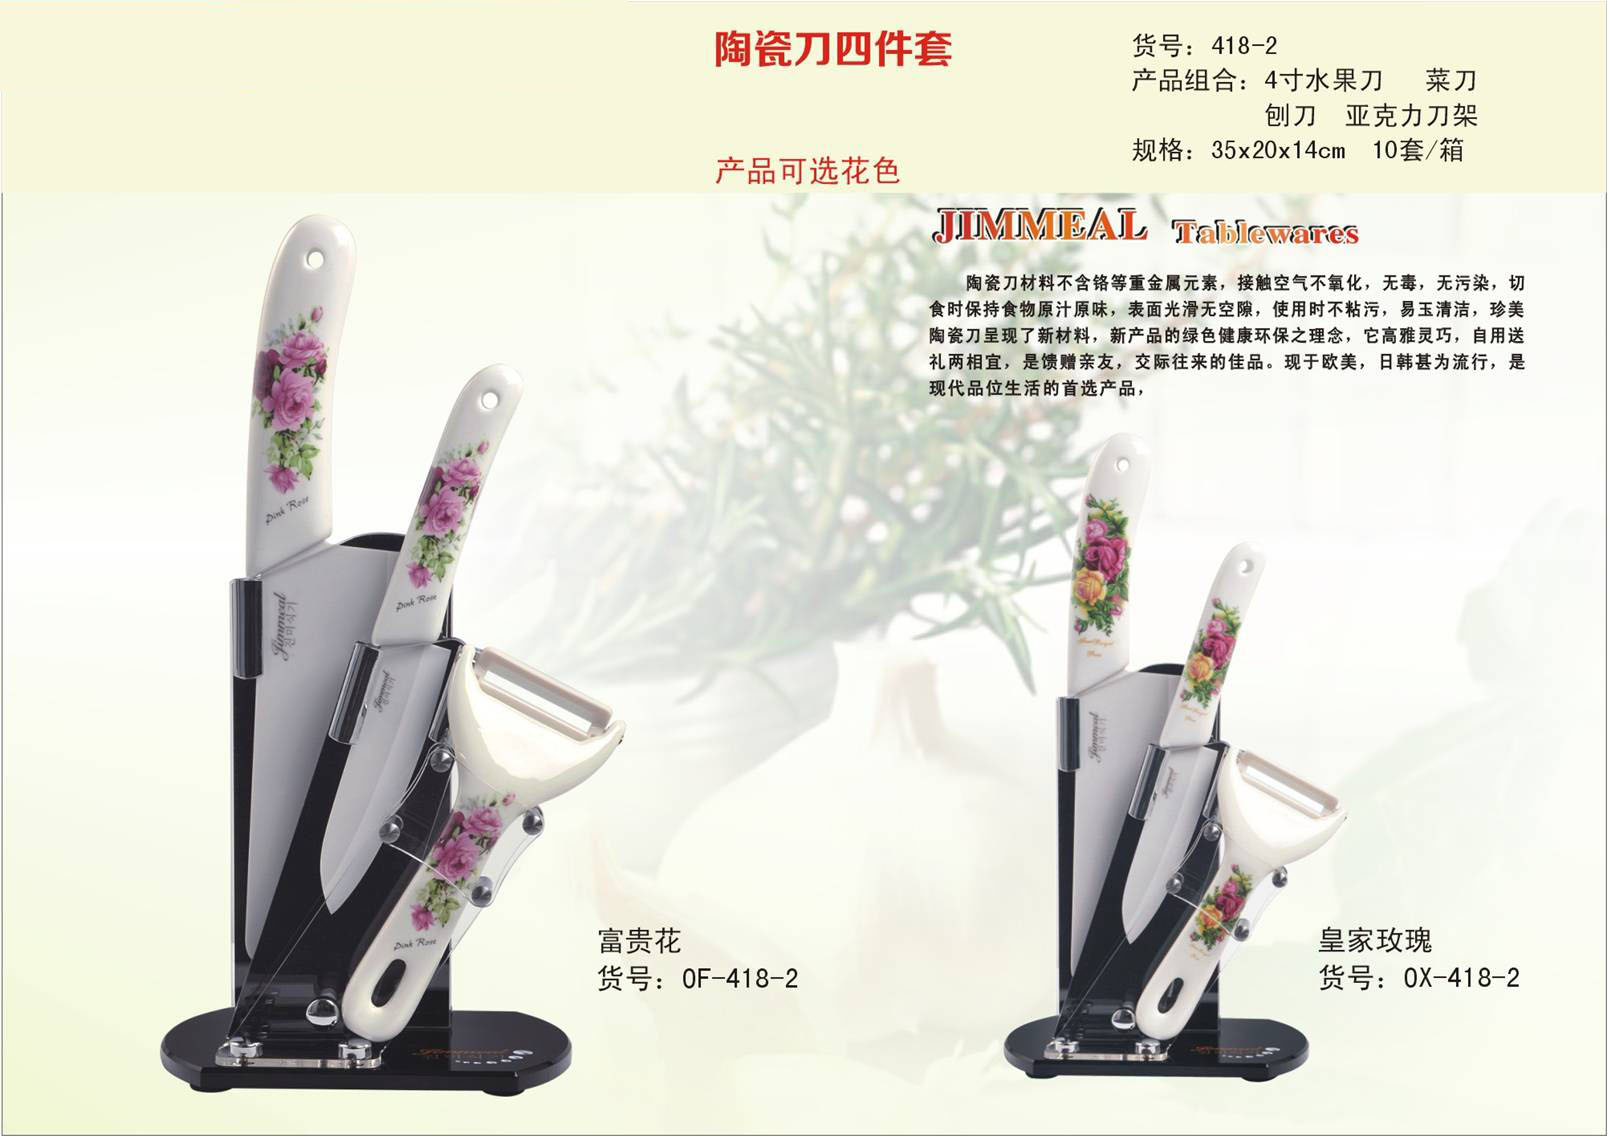 陶瓷刀四件套
货号：418-2
产品组合：4寸水果刀 菜刀
刨刀 亚克力刀架
规格：35x20x14cm 10套/箱
产品可选花色
JIMMEAL Tablewares
陶瓷刀材料不含铬等重金属元素，接触空气不氧化，无毒，无污染，切
食时保持食物原汁原味，表面光滑无空隙，使用时不粘污，易玉清洁，珍美
陶瓷刀呈现了新材料，新产品的绿色健康环保之理念，它高雅灵巧，自用送
礼两相宜，是馈赠亲友，交际往来的佳品。现于欧美，日韩甚为流行，是
现代品位生活的首选产品，
Pink Rose
Pink Rose
Jimmeal
Jimmeal
Pink Rose
富贵花
货号：OF-418-2
Jimmeal
皇家玫瑰
货号：OX-418-2